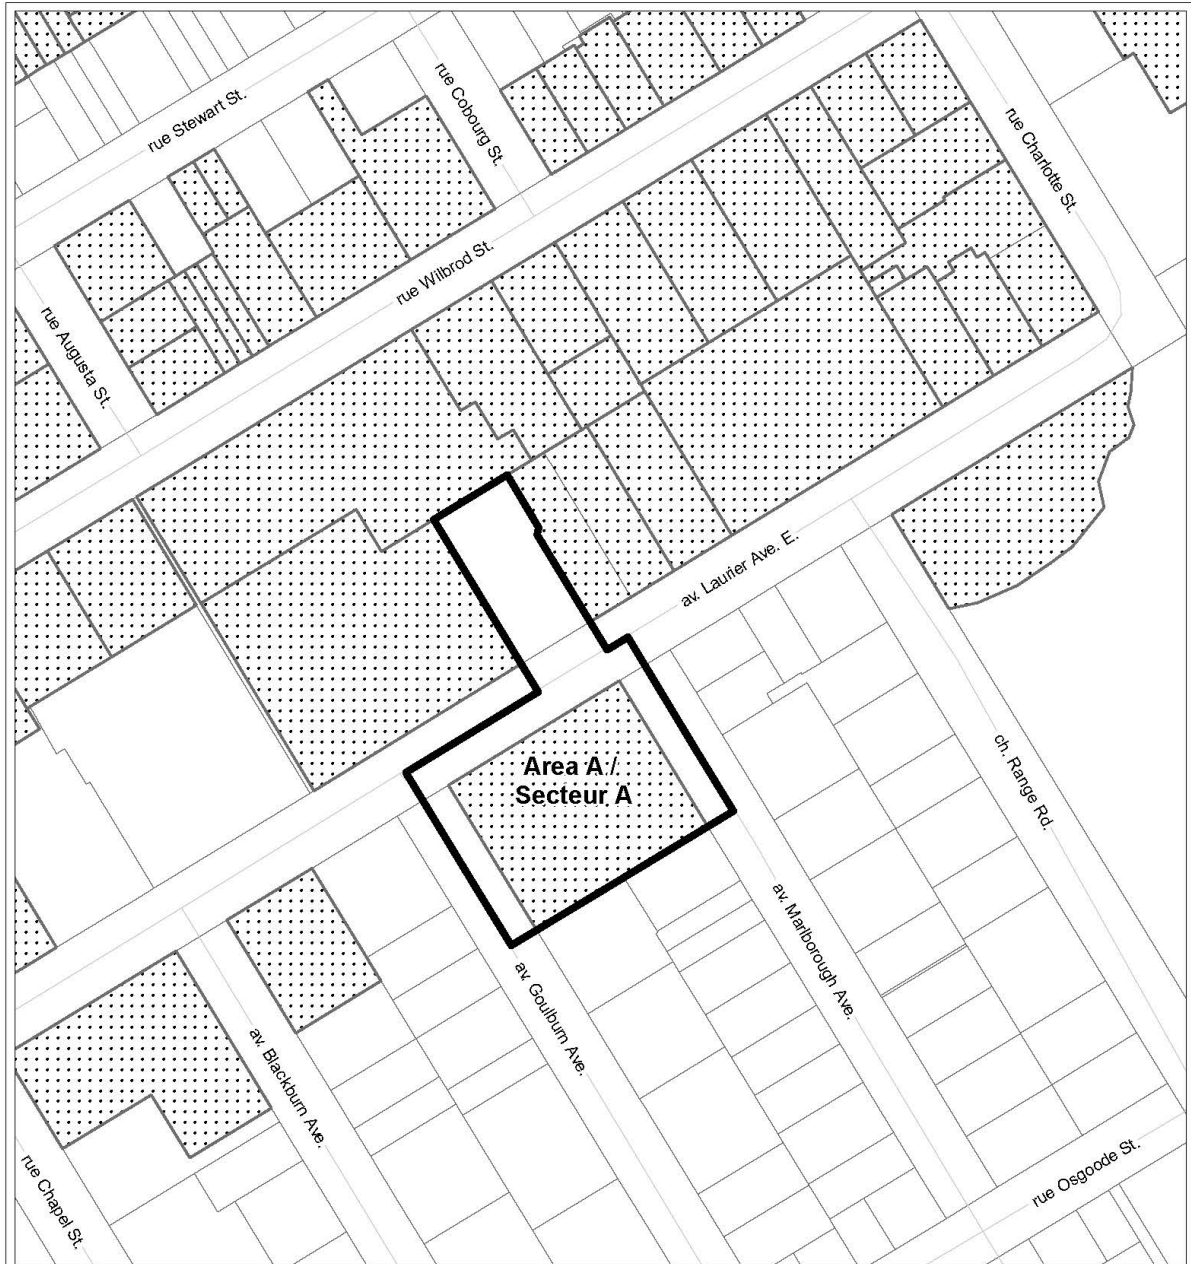 rue Stewart St.
rue Cobourg St.
rue Charlotte St.
rue Wilbrod St.
rue Augusta St.
av. Laurier Ave. E.
Area A /
Secteur A
ch. Range Rd.
av. Marlborough Ave.
av. Goulburn Ave.
av. Blackburn Ave.
rue Chapel St.
rue Osgoode St.